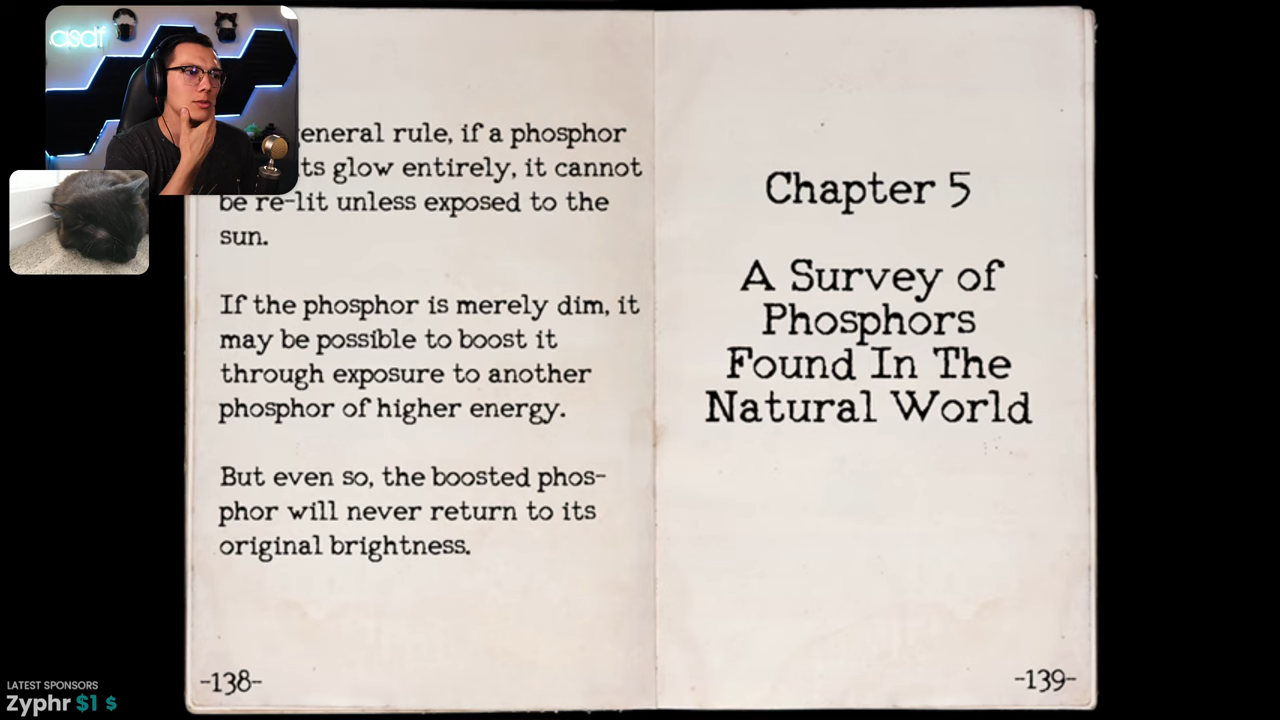 asdf
eneral rule, if a phosphor
ts glow entirely, it cannot
be re-lit unless exposed to the
sun.
If the phosphor is merely dim, it
may be possible to boost it
through exposure to another
phosphor of higher energy.
But even so, the boosted phos-
phor will never return to its
original brightness.
-138-
Chapter 5
A Survey of
Phosphors
Found In The
Natural World
-139-
LATEST SPONSORS
Zyphr $1 $